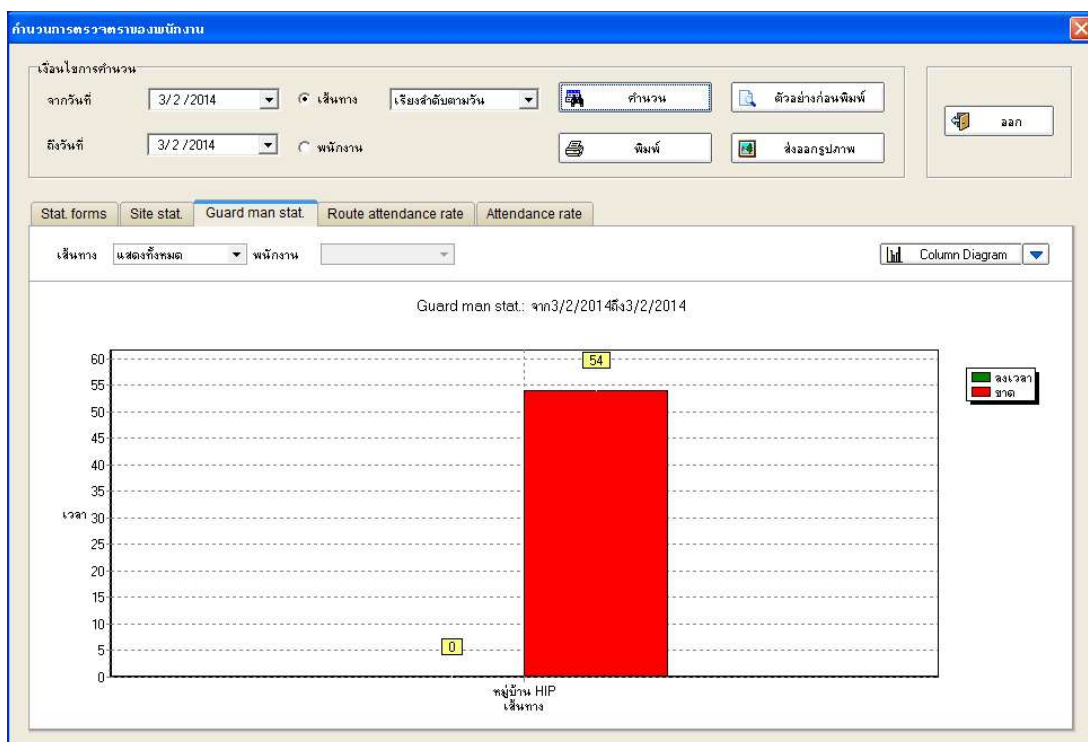 คำนวนการตรวจตราของพนักงาน
เงื่อนไขการคำนวน
จากวันที่ 3/ 2 /2014 เส้นทาง เรียงลำดับตามวัน คำนวน ตัวอย่างก่อนพิมพ์ ออก
ถึงวันที่ 3/ 2 /2014 พนักงาน พิมพ์ ส่งออกรูปภาพ
Stat. forms Site stat. Guard man stat. Route attendance rate Attendance rate
เส้นทาง แสดงทั้งหมด พนักงาน Column Diagram
Guard man stat.: จาก3/2/2014ถึง3/2/2014
60
54
55
ลงเวลา
ขาด
50
45
40
35
เวลา 30
25
20
15
10
0
5
0
หมู่บ้าน HIP
เส้นทาง